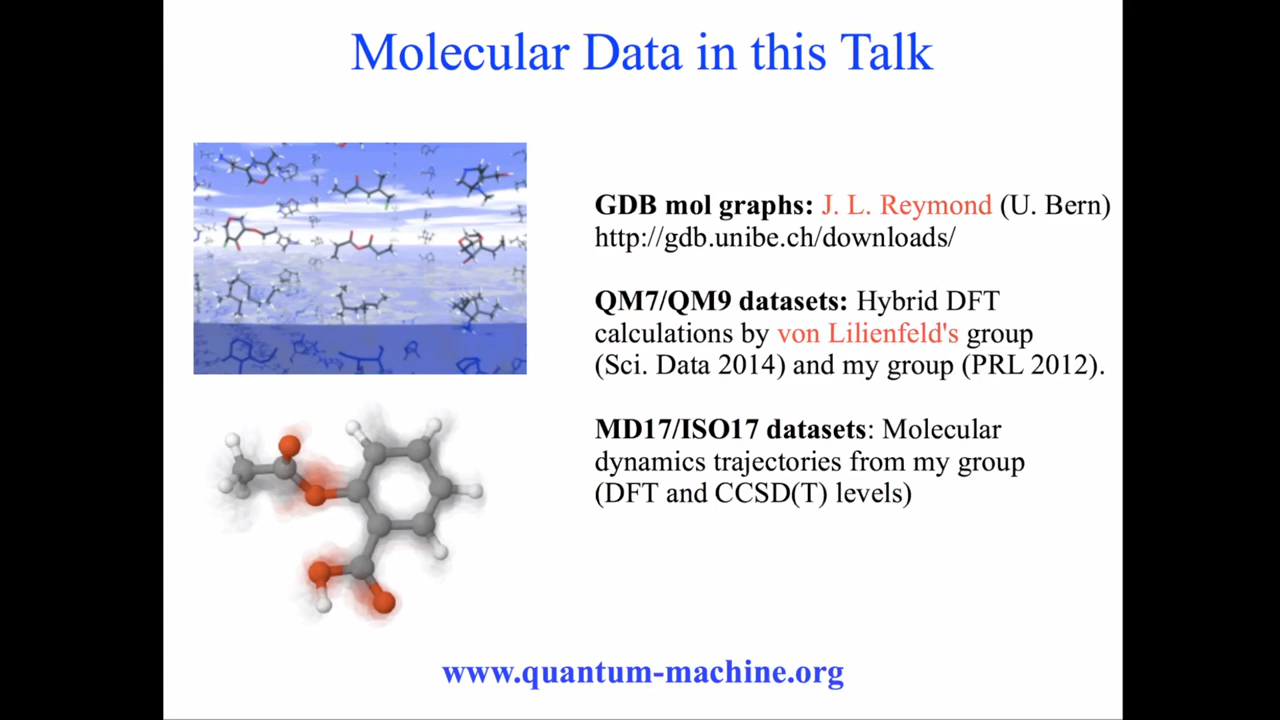 Molecular Data in this Talk
GDB mol graphs: J. L. Reymond (U. Bern)
http://gdb.unibe.ch/downloads/
QM7/QM9 datasets: Hybrid DFT
calculations by von Lilienfeld's group
(Sci. Data 2014) and my group (PRL 2012).
MD17/ISO17 datasets: Molecular
dynamics trajectories from my group
(DFT and CCSD(T) levels)
www.quantum-machine.org